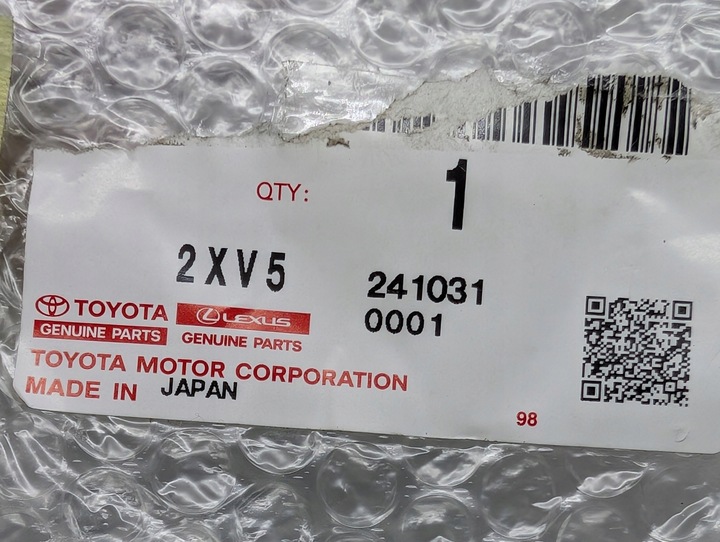 QTY: 1
2XV5 241031
0001
TOYOTA LEXUS
GENUINE PARTS GENUINE PARTS
TOYOTA MOTOR CORPORATION
MADE IN JAPAN
98